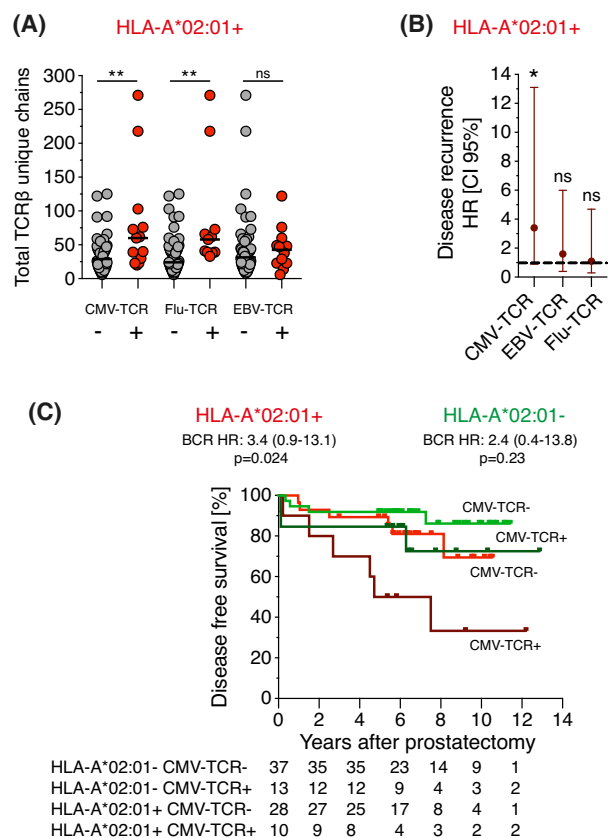 (A)
HLA-A*02:01+
Total TCRβ unique chains
300
250
200
150
100
50
0
** ** ns
CMV-TCR Flu-TCR EBV-TCR
- + - + - +
(B)
HLA-A*02:01+
Disease recurrence
HR [CI 95%]
14
12
10
8
6
4
2
0
*
ns
ns
CMV-TCR
EBV-TCR
Flu-TCR
(C)
HLA-A*02:01+
BCR HR: 3.4 (0.9-13.1)
p=0.024
HLA-A*02:01-
BCR HR: 2.4 (0.4-13.8)
p=0.23
Disease free survival [%]
100
80
60
40
20
0
CMV-TCR-
CMV-TCR+
CMV-TCR-
CMV-TCR+
0 2 4 6 8 10 12 14
Years after prostatectomy
HLA-A*02:01- CMV-TCR- 37 35 35 23 14 9 1
HLA-A*02:01- CMV-TCR+ 13 12 12 9 4 3 2
HLA-A*02:01+ CMV-TCR- 28 27 25 17 8 4 1
HLA-A*02:01+ CMV-TCR+ 10 9 8 4 3 2 2